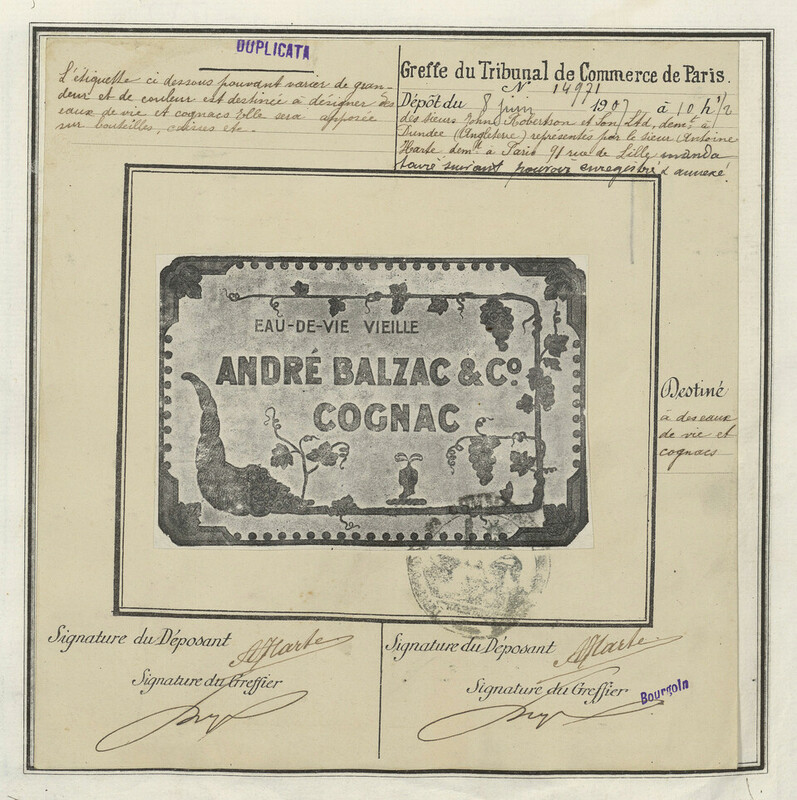 DUPLICATA
L'étiquette ci dessous pouvant varier de gran-
deur et de couleur est destinée à désigner des
eaux de vie et cognacs Elle sera apposée
sur bouteilles, caisses etc.
Greffe du Tribunal de Commerce de Paris.
N. 14971
Dépôt du 8 juin 1907 à 10 h 1/2
des sieurs John Robertson et Son Ltd, demt à
Dundee (Angleterre) représentés par le sieur Antoine
Harte demt à Paris 91 rue de Lille manda
taire suivant pouvoir enregistré & annexé.
EAU-DE-VIE VIEILLE
ANDRÉ BALZAC & Co
COGNAC
Destiné
à des eaux
de vie et
cognacs
Signature du Déposant AHarte
Signature du Greffier
Signature du Déposant AHarte
Signature du Greffier Bourgoin